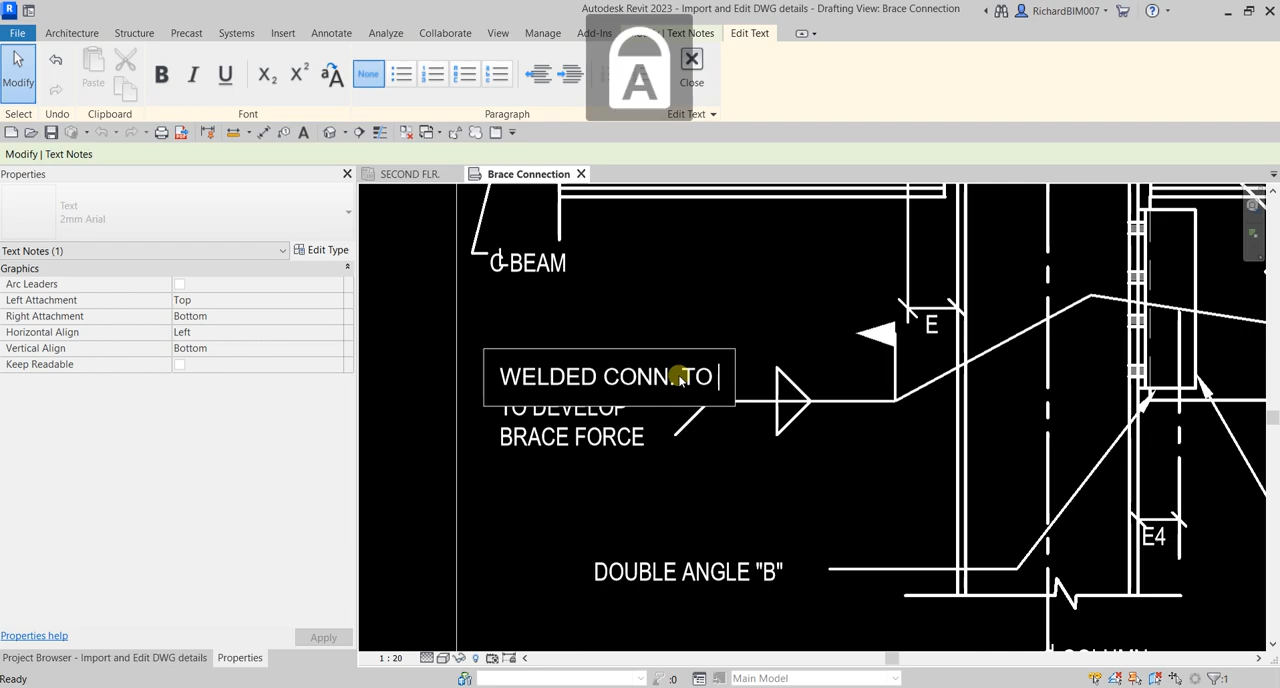 Autodesk Revit 2023 - Import and Edit DWG details - Drafting View: Brace Connection
RichardBIM007
File
Architecture
Structure
Precast
Systems
Insert
Annotate
Analyze
Collaborate
View
Manage
Add-Ins
Text Notes
Edit Text
Modify
Paste
None
A
Close
Select
Undo
Clipboard
Font
Paragraph
Edit Text
Modify | Text Notes
Properties
SECOND FLR.
Brace Connection
Text
2mm Arial
Text Notes (1)
Edit Type
Graphics
Arc Leaders
Left Attachment Top
Right Attachment Bottom
Horizontal Align Left
Vertical Align Bottom
Keep Readable
C-BEAM
E
WELDED CONN. TO
TO DEVELOP
BRACE FORCE
E4
DOUBLE ANGLE "B"
COLUMN
Properties help
Apply
Project Browser - Import and Edit DWG details
Properties
1 : 20
Ready
:0
Main Model
:1